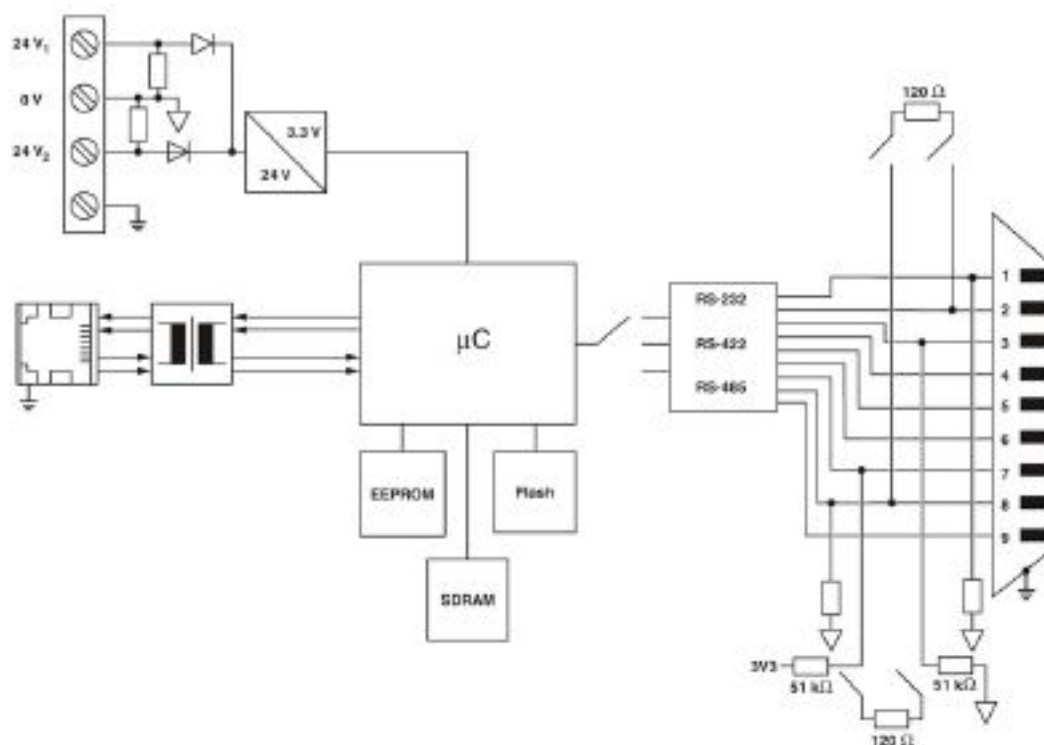 24 V₁
0 V
24 V₂
3.3 V
24 V
120 Ω
µC
RS-232
RS-422
RS-485
1
2
3
4
5
6
7
8
9
EEPROM
Flash
SDRAM
3V3
51 kΩ
51 kΩ
120 Ω